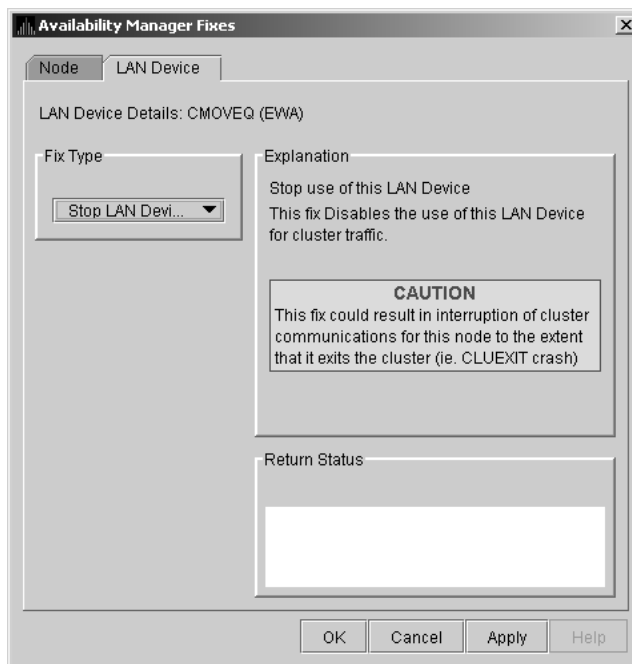 Availability Manager Fixes
Node
LAN Device
LAN Device Details: CMOVEQ (EWA)
Fix Type
Stop LAN Devi...
Explanation
Stop use of this LAN Device
This fix Disables the use of this LAN Device
for cluster traffic.
CAUTION
This fix could result in interruption of cluster
communications for this node to the extent
that it exits the cluster (ie. CLUEXIT crash)
Return Status
OK
Cancel
Apply
Help